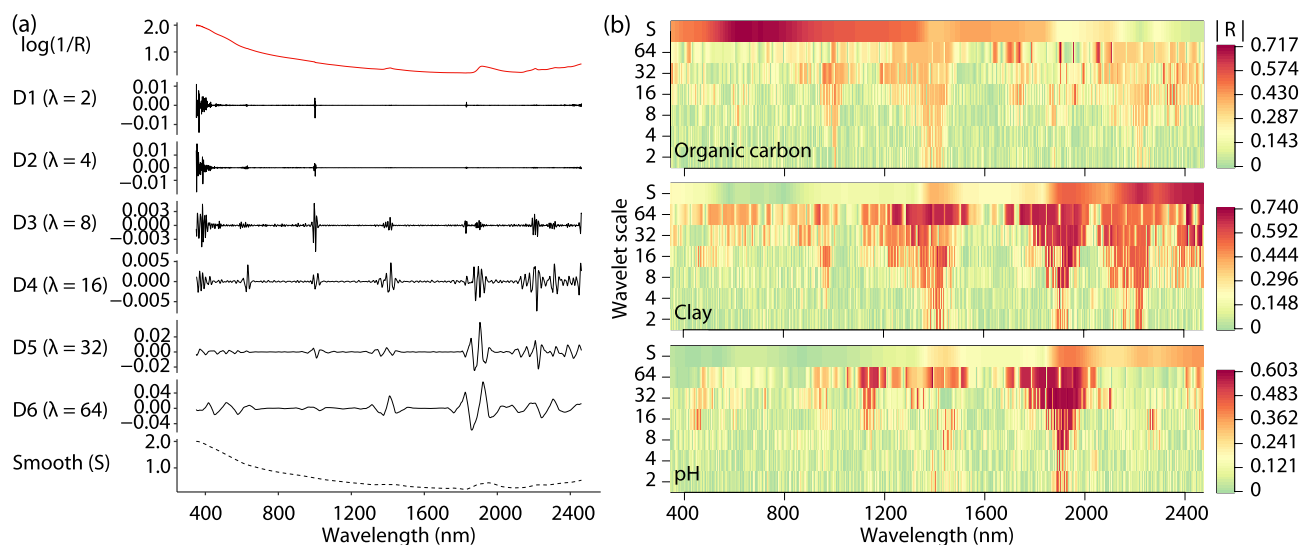 (a)
log(1/R)
2.0
1.0
D1 (λ = 2)
0.01
0.00
−0.01
D2 (λ = 4)
0.01
0.00
−0.01
D3 (λ = 8)
0.003
−0.003
D4 (λ = 16)
0.005
0.000
−0.005
D5 (λ = 32)
0.02
0.00
−0.02
D6 (λ = 64)
0.04
0.00
−0.04
Smooth (S)
2.0
1.0
400 800 1200 1600 2000 2400
Wavelength (nm)
(b)
Wavelet scale
S
64
32
16
8
4
2
Organic carbon
|R|
0.717
0.574
0.430
0.287
0.143
0
S
64
32
16
8
4
2
Clay
0.740
0.592
0.444
0.296
0.148
0
S
64
32
16
8
4
2
pH
0.603
0.483
0.362
0.241
0.121
0
400 800 1200 1600 2000 2400
Wavelength (nm)